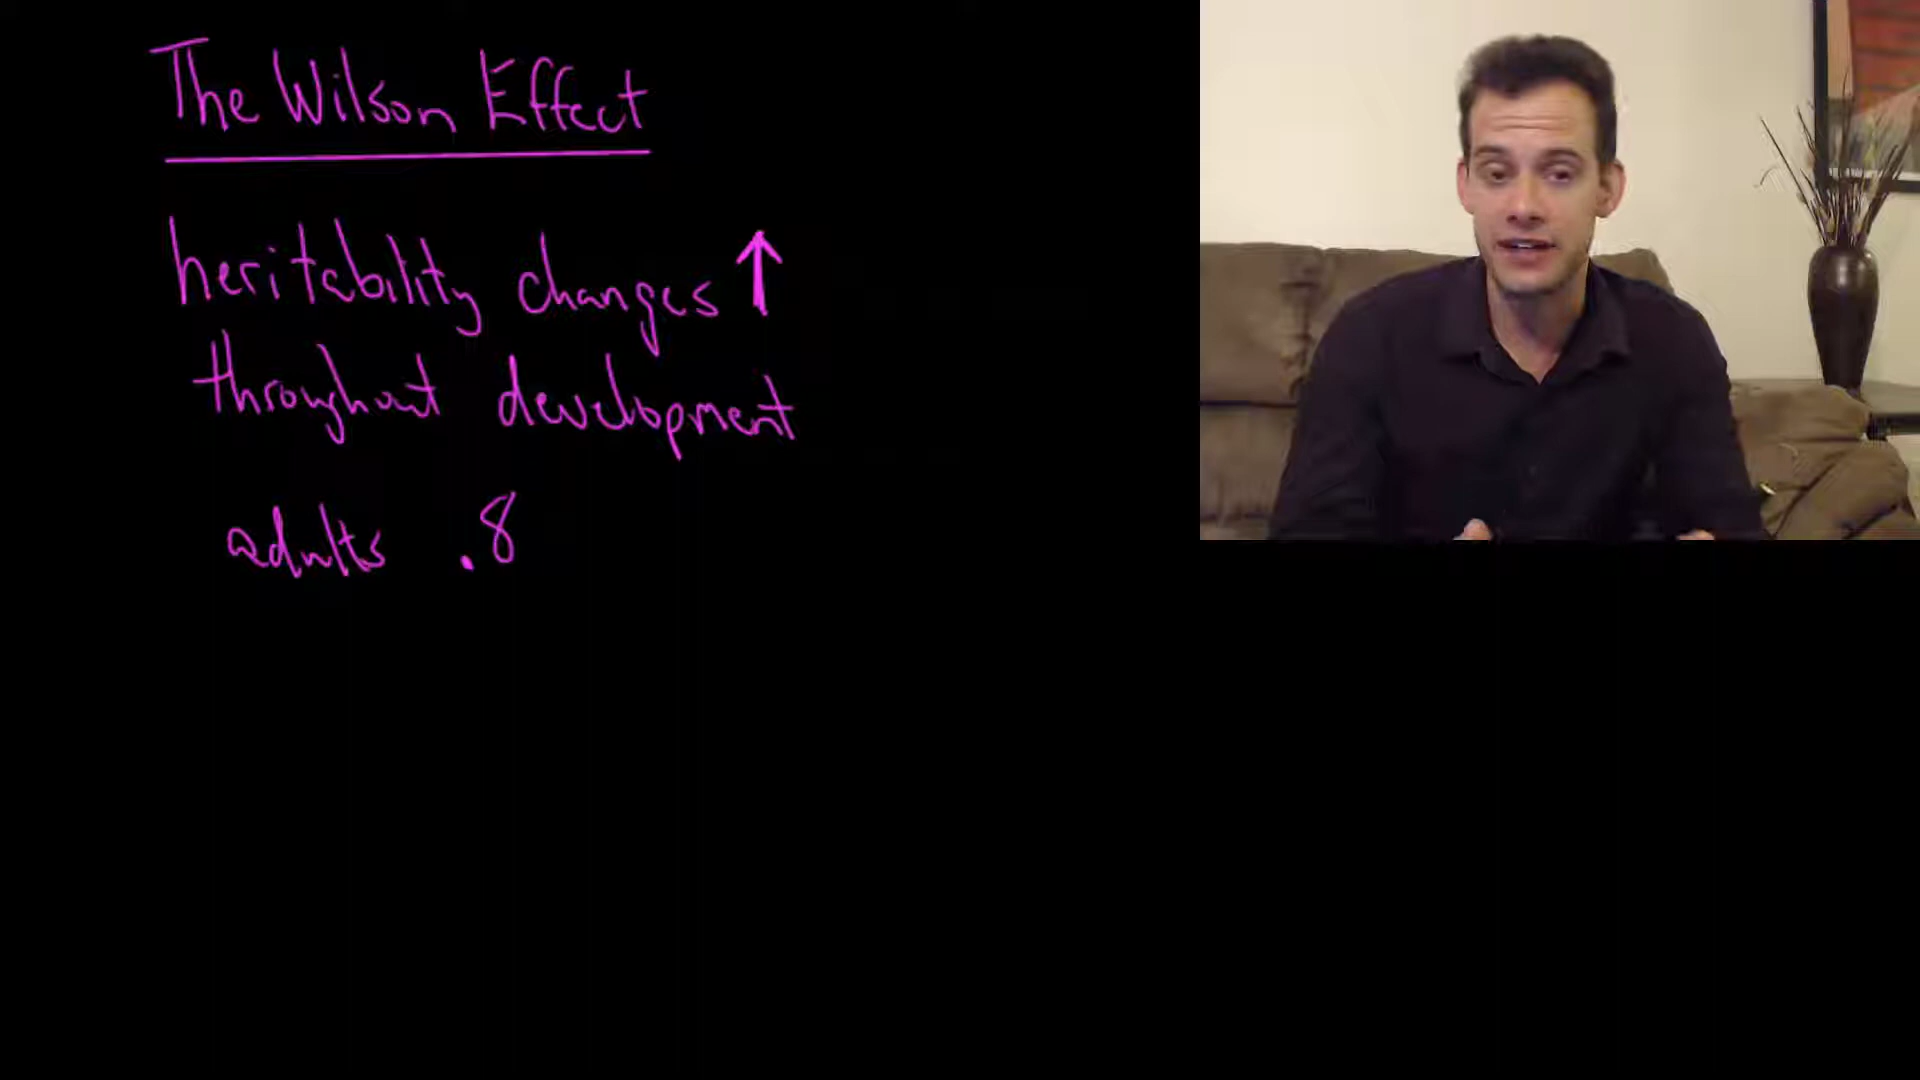 The Wilson Effect
heritability changes ↑
throughout development
adults .8